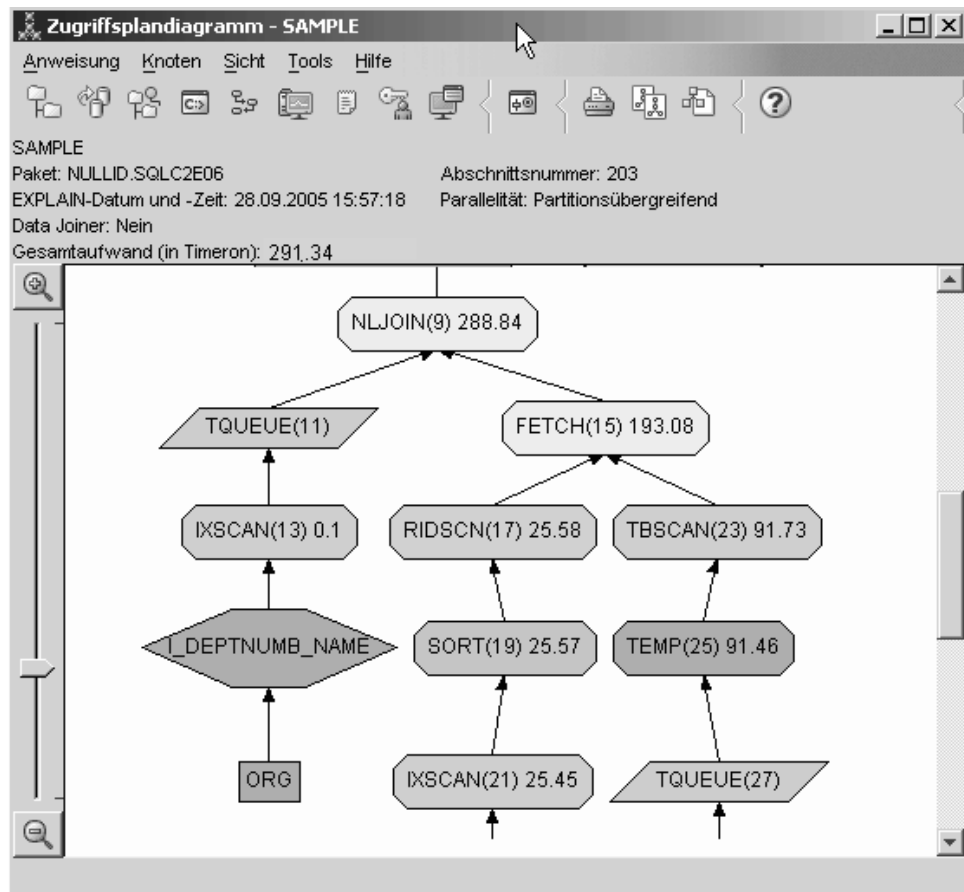 Zugriffsplandiagramm - SAMPLE
Anweisung Knoten Sicht Tools Hilfe
SAMPLE
Paket: NULLID.SQLC2E06 Abschnittsnummer: 203
EXPLAIN-Datum und -Zeit: 28.09.2005 15:57:18 Parallelität: Partitionsübergreifend
Data Joiner: Nein
Gesamtaufwand (in Timeron): 291.34
NLJOIN(9) 288.84
TQUEUE(11) FETCH(15) 193.08
IXSCAN(13) 0.1 RIDSCN(17) 25.58 TBSCAN(23) 91.73
I_DEPTNUMB_NAME SORT(19) 25.57 TEMP(25) 91.46
ORG IXSCAN(21) 25.45 TQUEUE(27)